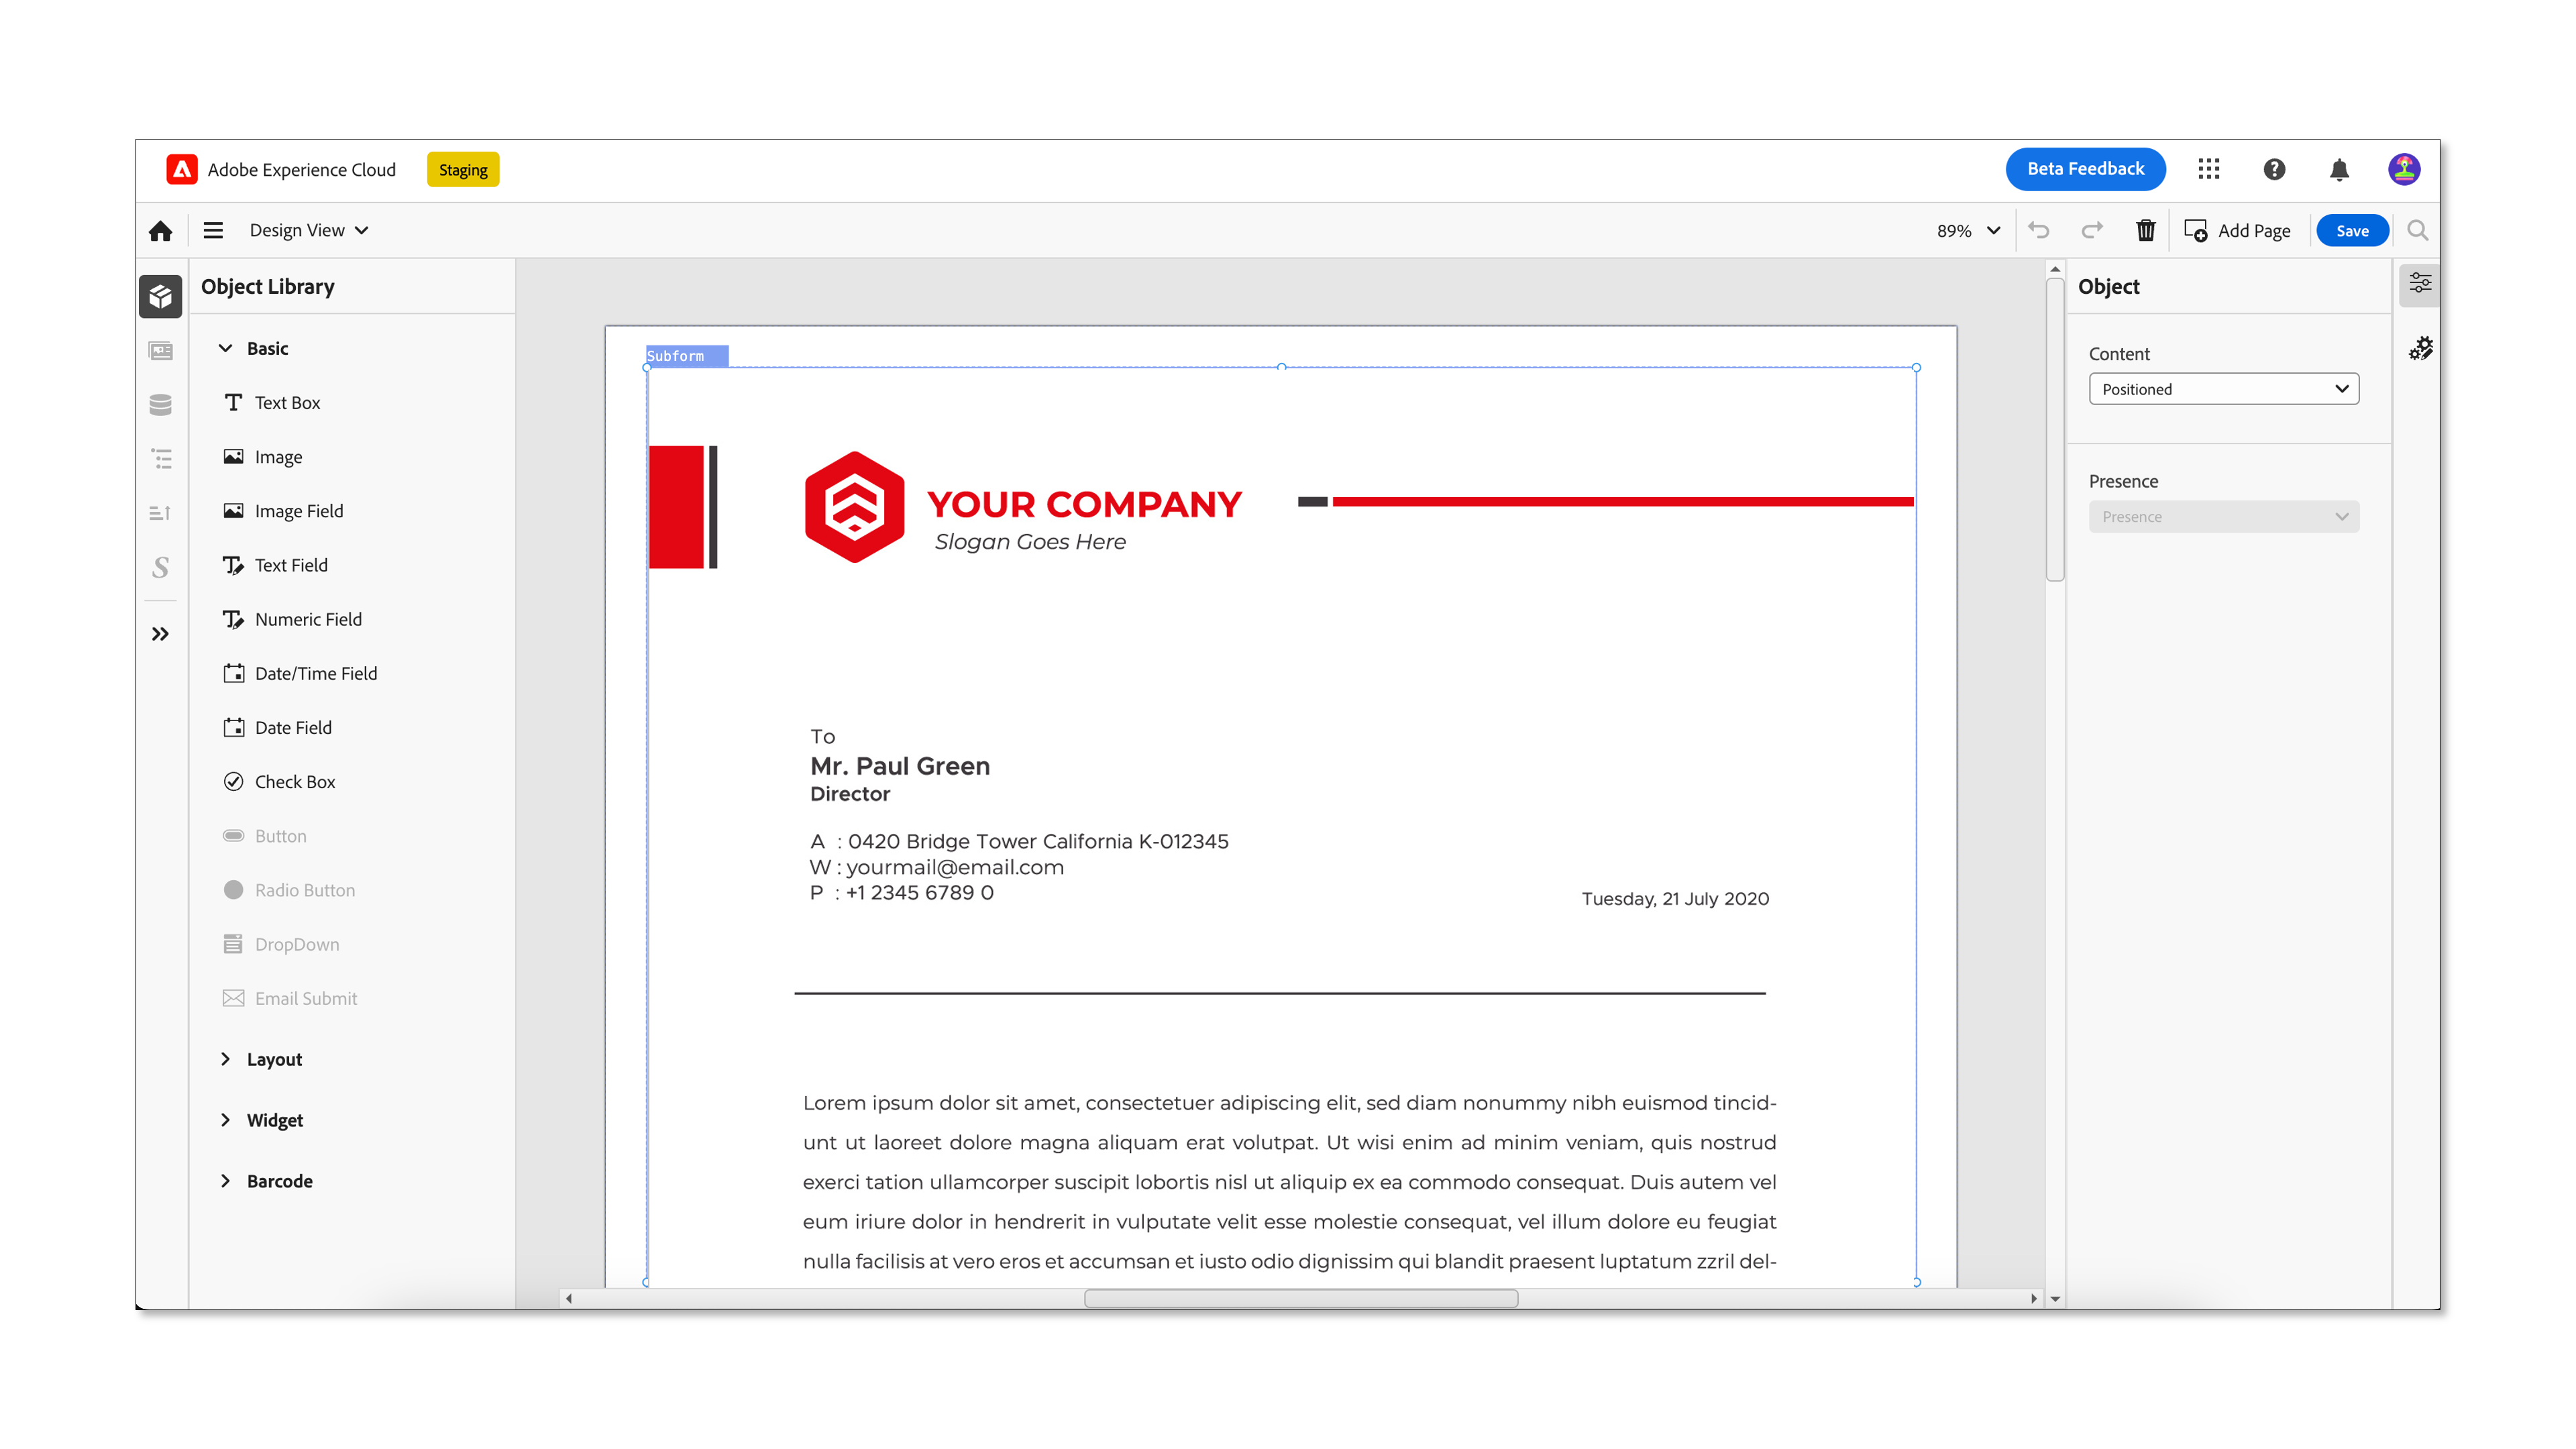 Adobe Experience Cloud
Staging
Beta Feedback
Design View
89%
Add Page
Save
Object Library
Basic
Text Box
Image
Image Field
Text Field
Numeric Field
Date/Time Field
Date Field
Check Box
Button
Radio Button
DropDown
Email Submit
Layout
Widget
Barcode
Subform
YOUR COMPANY
Slogan Goes Here
To
Mr. Paul Green
Director
A : 0420 Bridge Tower California K-012345
W : yourmail@email.com
P : +1 2345 6789 0
Tuesday, 21 July 2020
Lorem ipsum dolor sit amet, consectetuer adipiscing elit, sed diam nonummy nibh euismod tincid-
unt ut laoreet dolore magna aliquam erat volutpat. Ut wisi enim ad minim veniam, quis nostrud
exerci tation ullamcorper suscipit lobortis nisl ut aliquip ex ea commodo consequat. Duis autem vel
eum iriure dolor in hendrerit in vulputate velit esse molestie consequat, vel illum dolore eu feugiat
nulla facilisis at vero eros et accumsan et iusto odio dignissim qui blandit praesent luptatum zzril del-
Object
Content
Positioned
Presence
Presence